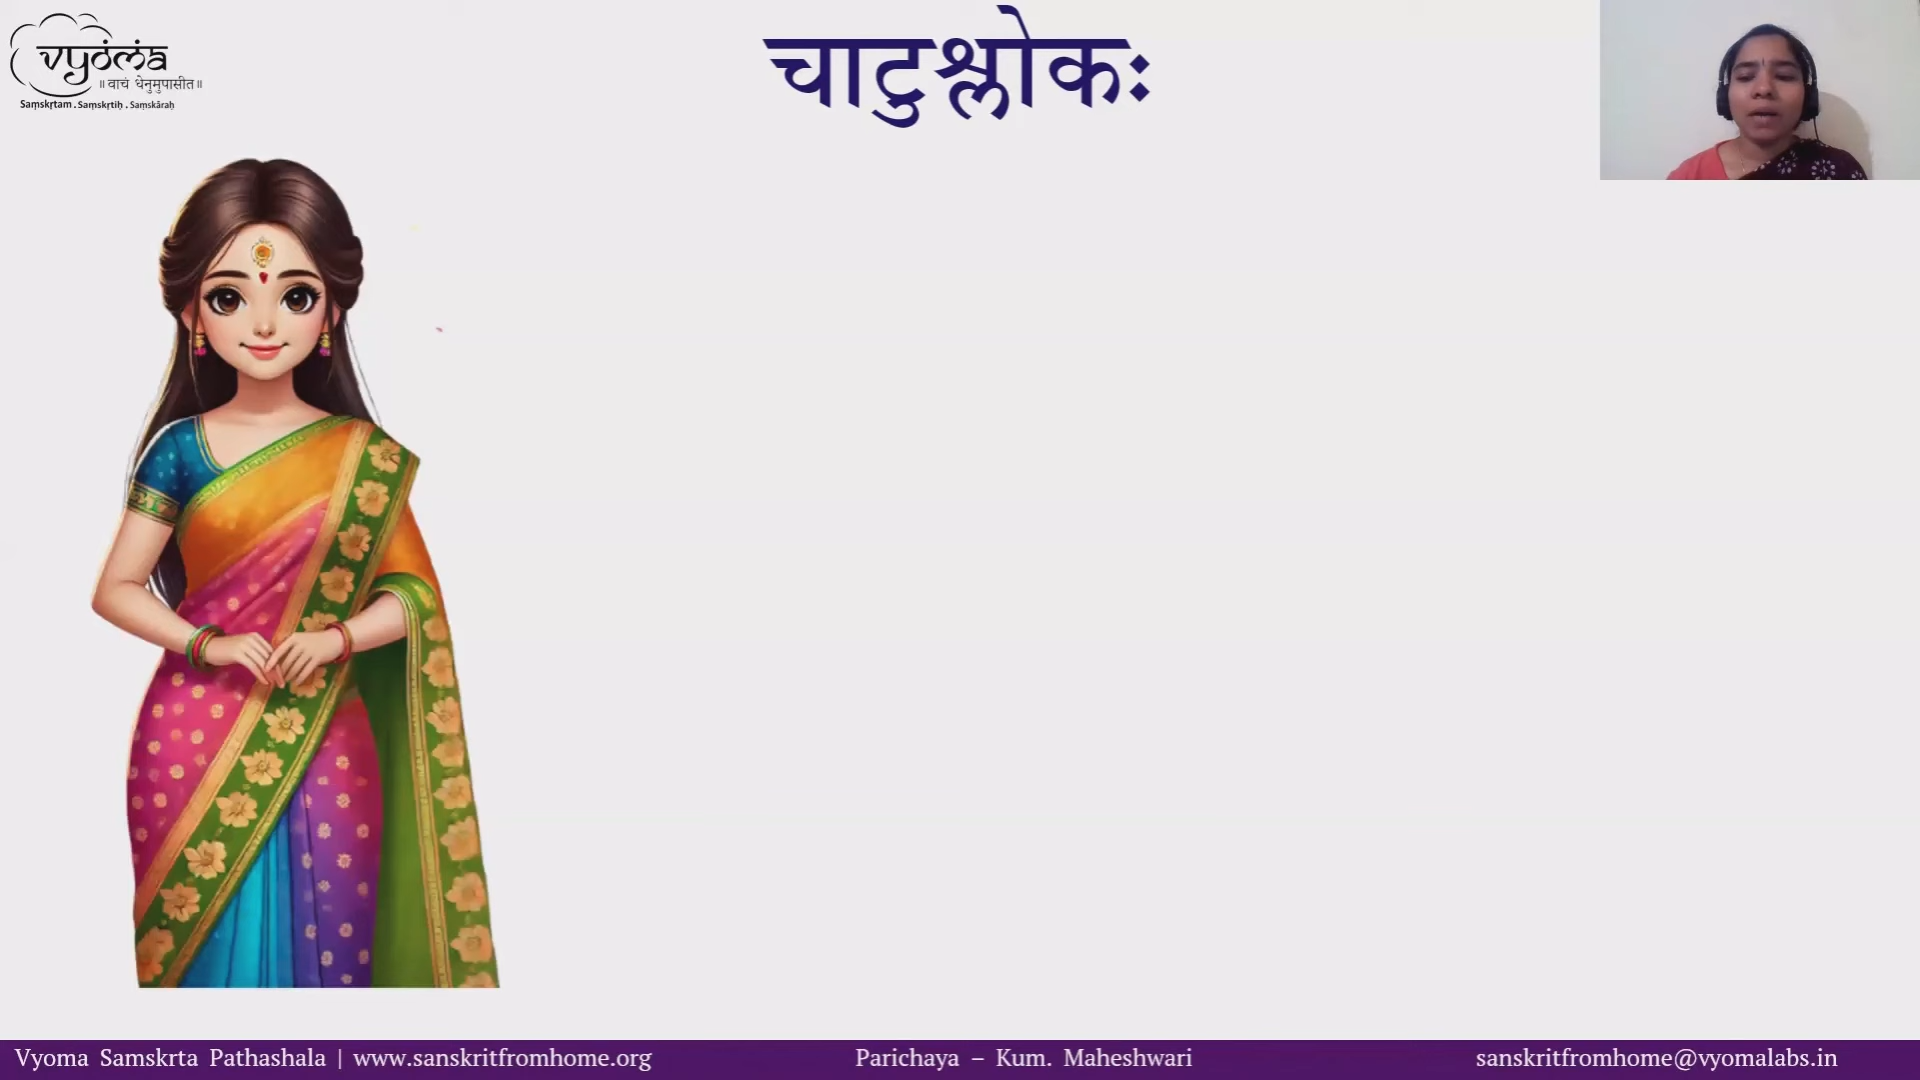 vyoma
॥ वाचं धेनुमुपासीत॥
Saṃskṛtam . Saṃskṛtiḥ . Saṃskāraḥ
चाटुश्लोकः
Vyoma Samskrta Pathashala | www.sanskritfromhome.org
Parichaya – Kum. Maheshwari
sanskritfromhome@vyomalabs.in